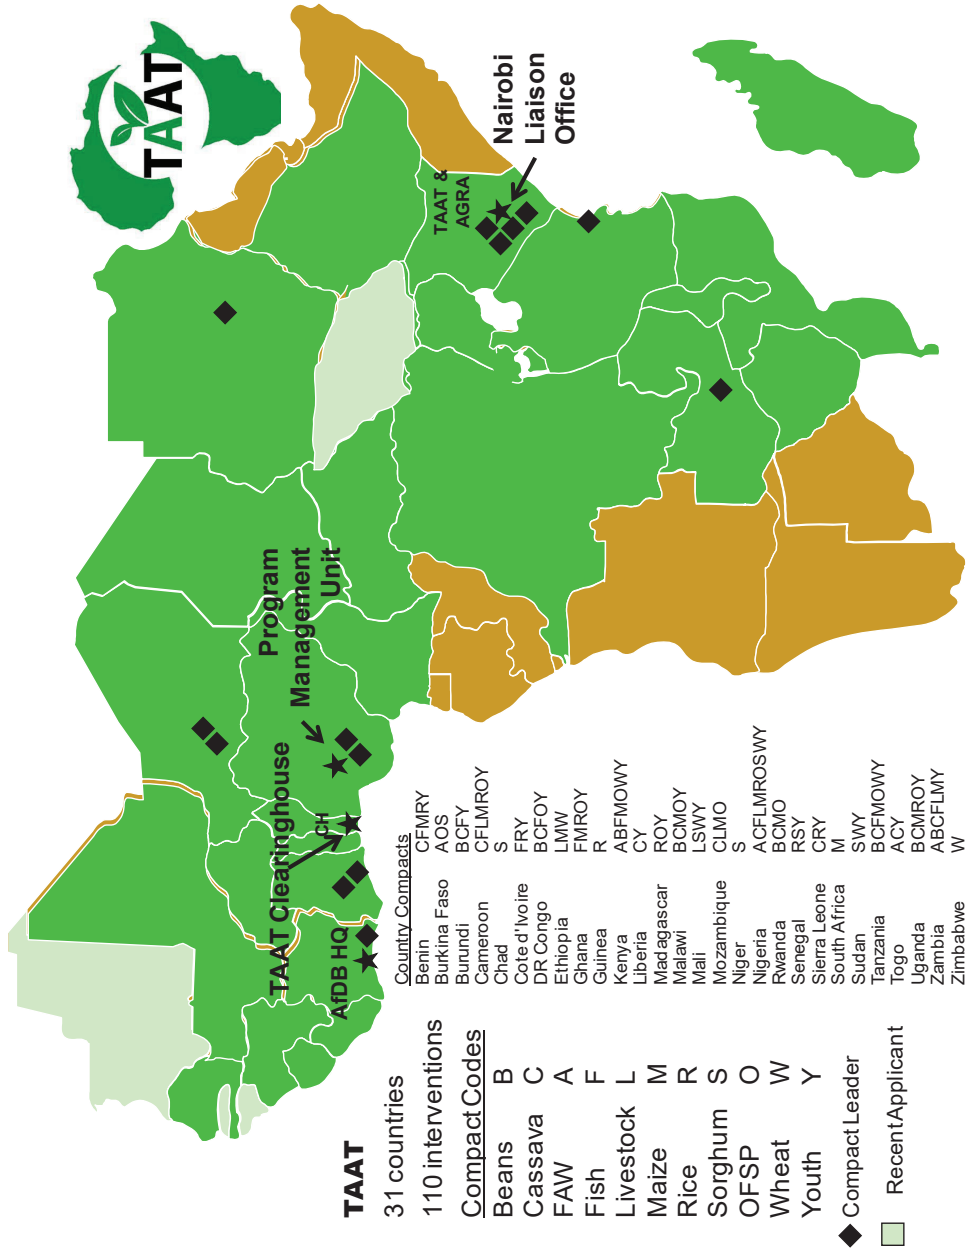 TAAT
TAAT Clearinghouse
CH
AfDB HQ
Program
Management
Unit
TAAT &
AGRA
Nairobi
Liaison
Office
TAAT
31 countries
110 interventions
Compact Codes
Beans B
Cassava C
FAW A
Fish F
Livestock L
Maize M
Rice R
Sorghum S
OFSP O
Wheat W
Youth Y
Compact Leader
Recent Applicant
Country Compacts
Benin CFMRY
Burkina Faso AOS
Burundi BCFY
Cameroon CFLMROY
Chad S
Cote d'Ivoire FRY
DR Congo BCFOY
Ethiopia LMW
Ghana FMROY
Guinea R
Kenya ABFMOWY
Liberia CY
Madagascar ROY
Malawi BCMOY
Mali LSWY
Mozambique CLMO
Niger S
Nigeria ACFLMROSWY
Rwanda BCMO
Senegal RSY
Sierra Leone CRY
South Africa M
Sudan SWY
Tanzania BCFMOWY
Togo ACY
Uganda BCMROY
Zambia ABCFLMY
Zimbabwe W